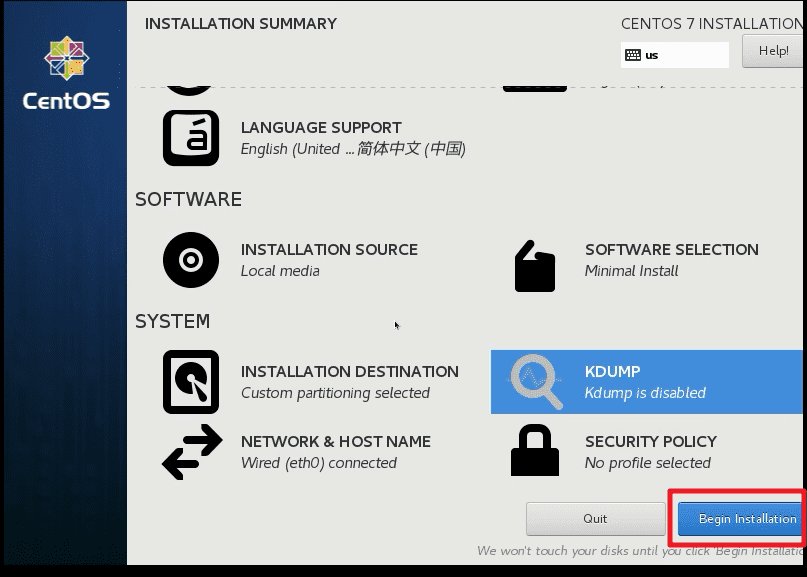 INSTALLATION SUMMARY
CENTOS 7 INSTALLATION
us
Help!
CentOS
LANGUAGE SUPPORT
English (United ...简体中文 (中国)
SOFTWARE
INSTALLATION SOURCE
Local media
SOFTWARE SELECTION
Minimal Install
SYSTEM
INSTALLATION DESTINATION
Custom partitioning selected
KDUMP
Kdump is disabled
NETWORK & HOST NAME
Wired (eth0) connected
SECURITY POLICY
No profile selected
Quit
Begin Installation
We won't touch your disks until you click 'Begin Installatio